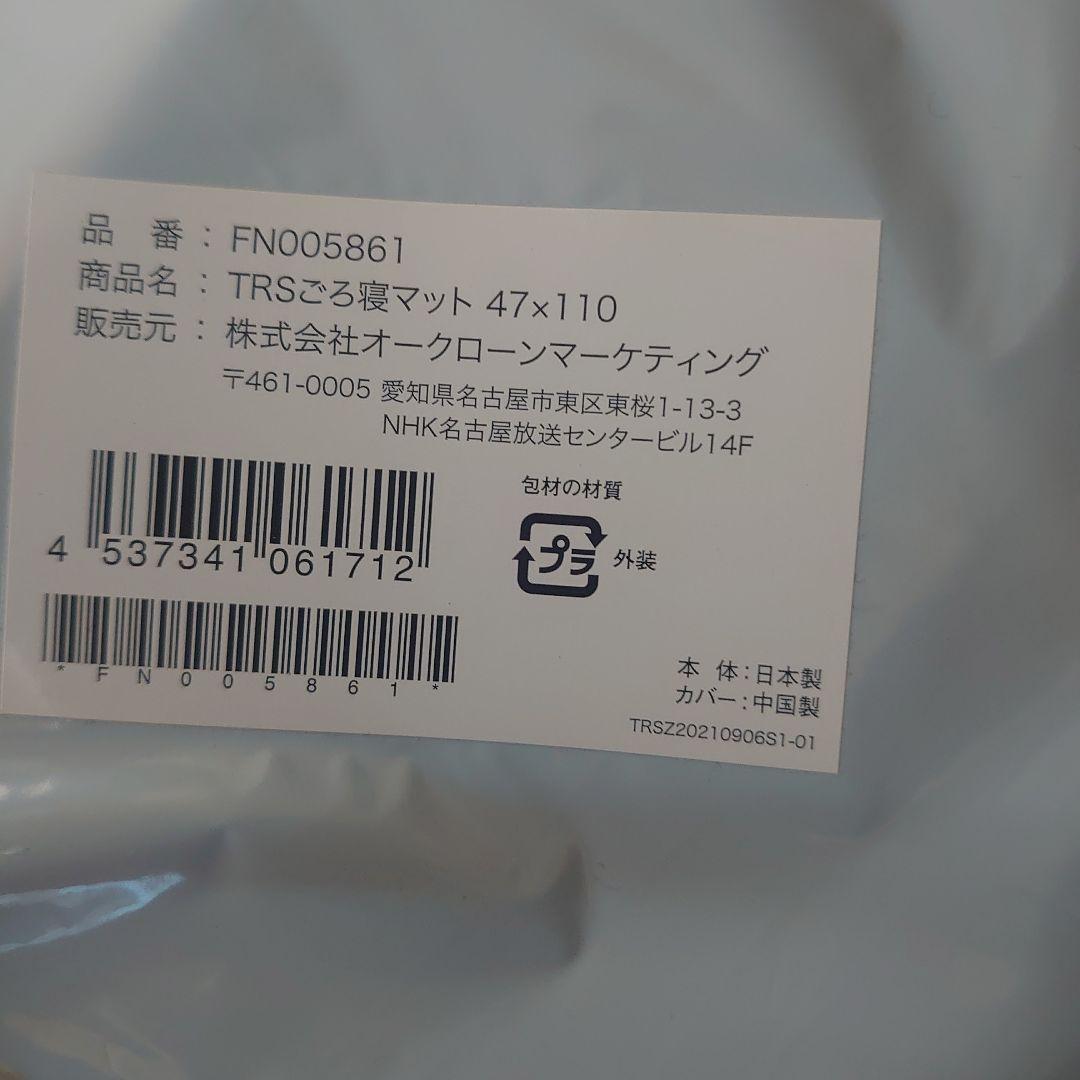 品 番 : FN005861
商品名 : TRSごろ寝マット 47×110
販売元 : 株式会社オークローンマーケティング
〒461-0005 愛知県名古屋市東区東桜1-13-3
NHK名古屋放送センタービル14F
包材の材質
プラ 外装
4 537341 061712
*FN005861*
本 体:日本製
カバー:中国製
TRSZ20210906S1-01